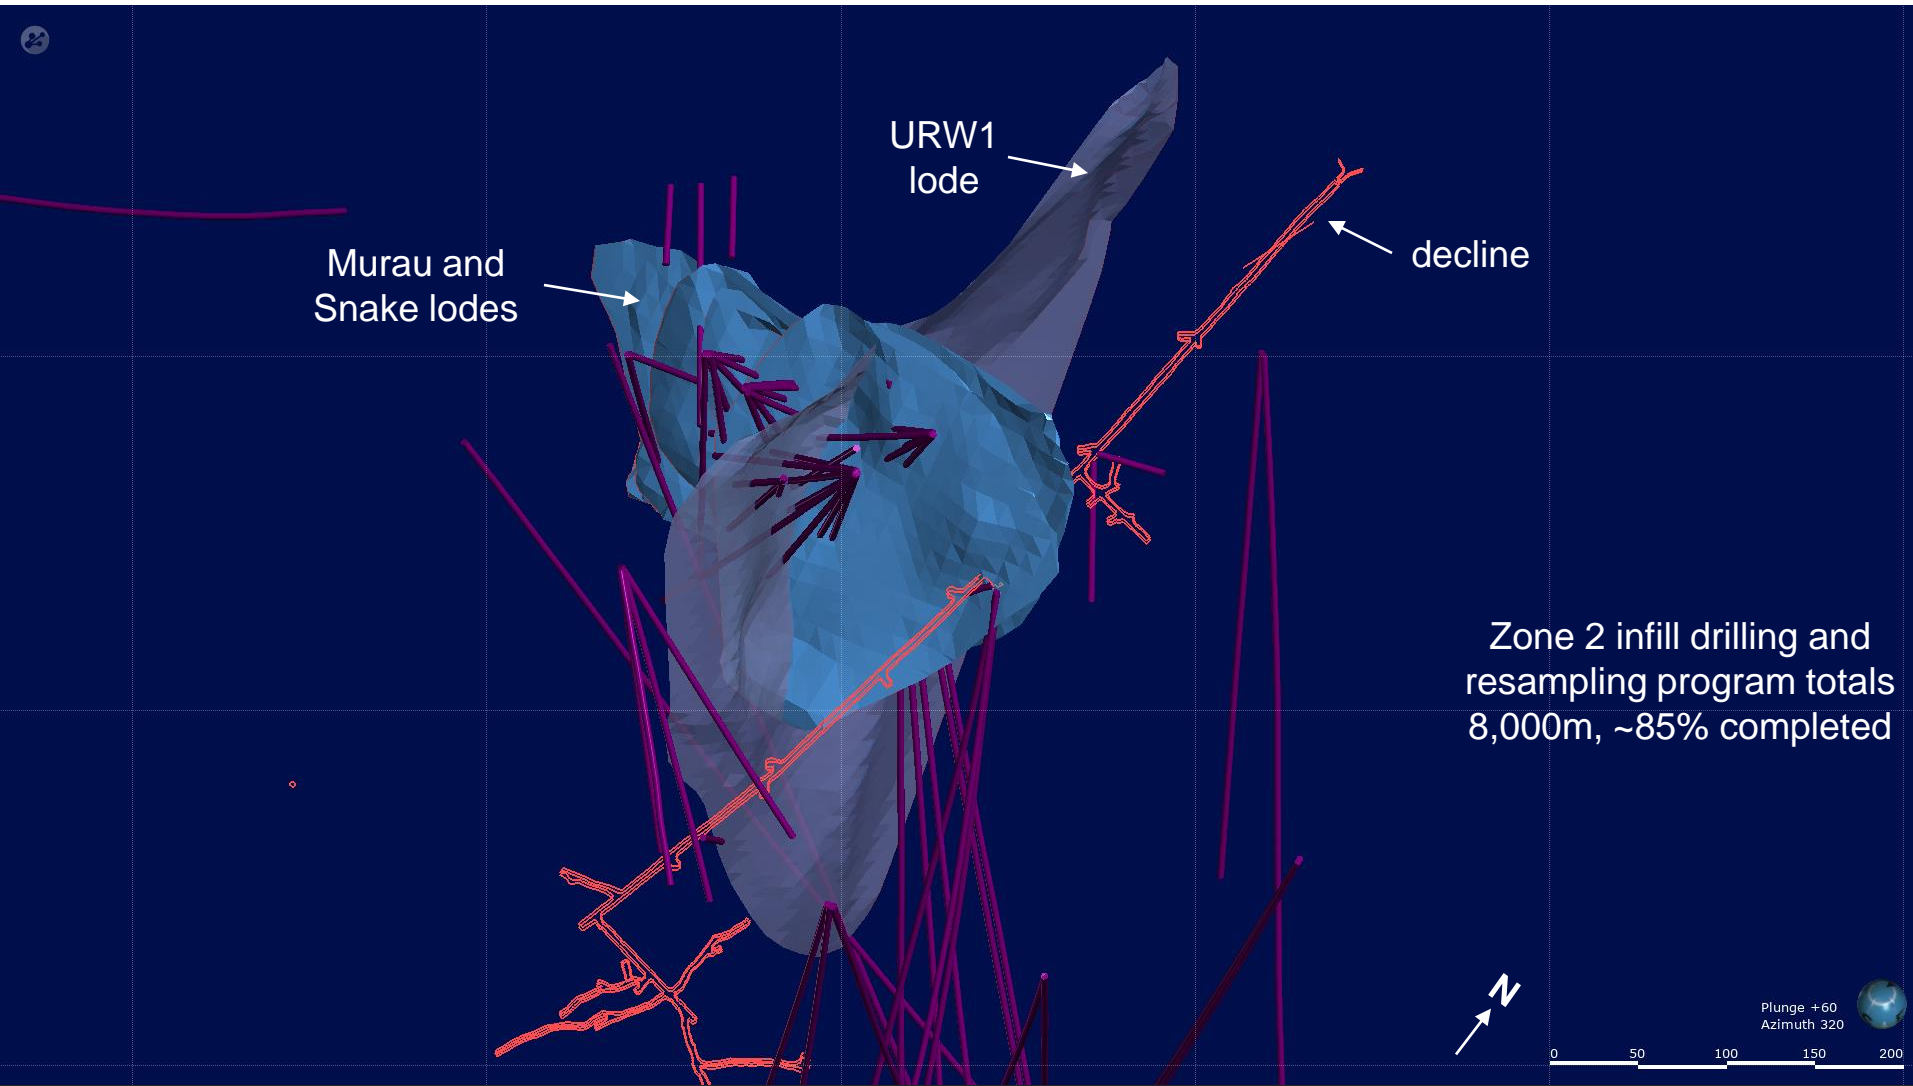 URW1
lode
decline
Murau and
Snake lodes
Zone 2 infill drilling and
resampling program totals
8,000m, ~85% completed
N
Plunge +60
Azimuth 320
0 50 100 150 200